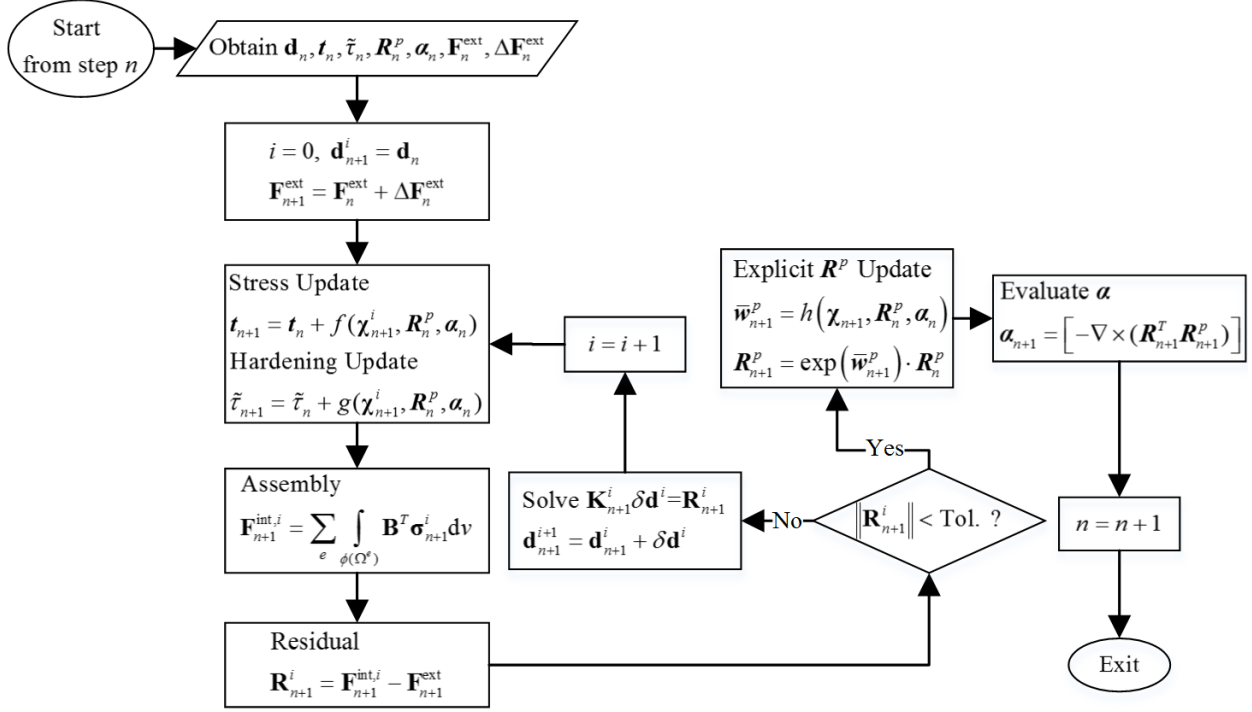 Start
from step n
Obtain d_n, t_n, τ̃_n, R_n^p, α_n, F_n^ext, ΔF_n^ext
i = 0, d_{n+1}^i = d_n
F_{n+1}^ext = F_n^ext + ΔF_n^ext
Stress Update
t_{n+1} = t_n + f(χ_{n+1}^i, R_n^p, α_n)
Hardening Update
τ̃_{n+1} = τ̃_n + g(χ_{n+1}^i, R_n^p, α_n)
Assembly
F_{n+1}^{int,i} = ∑_e ∫_{ϕ(Ω^e)} B^T σ_{n+1}^i dv
Residual
R_{n+1}^i = F_{n+1}^{int,i} − F_{n+1}^ext
‖R_{n+1}^i‖ < Tol. ?
No
Solve K_{n+1}^i δd^i=R_{n+1}^i
d_{n+1}^{i+1} = d_{n+1}^i + δd^i
i = i + 1
Yes
Explicit R^p Update
w̄_{n+1}^p = h(χ_{n+1}, R_n^p, α_n)
R_{n+1}^p = exp(w̄_{n+1}^p) · R_n^p
Evaluate α
α_{n+1} = [−∇ × (R_{n+1}^T R_{n+1}^p)]
n = n + 1
Exit